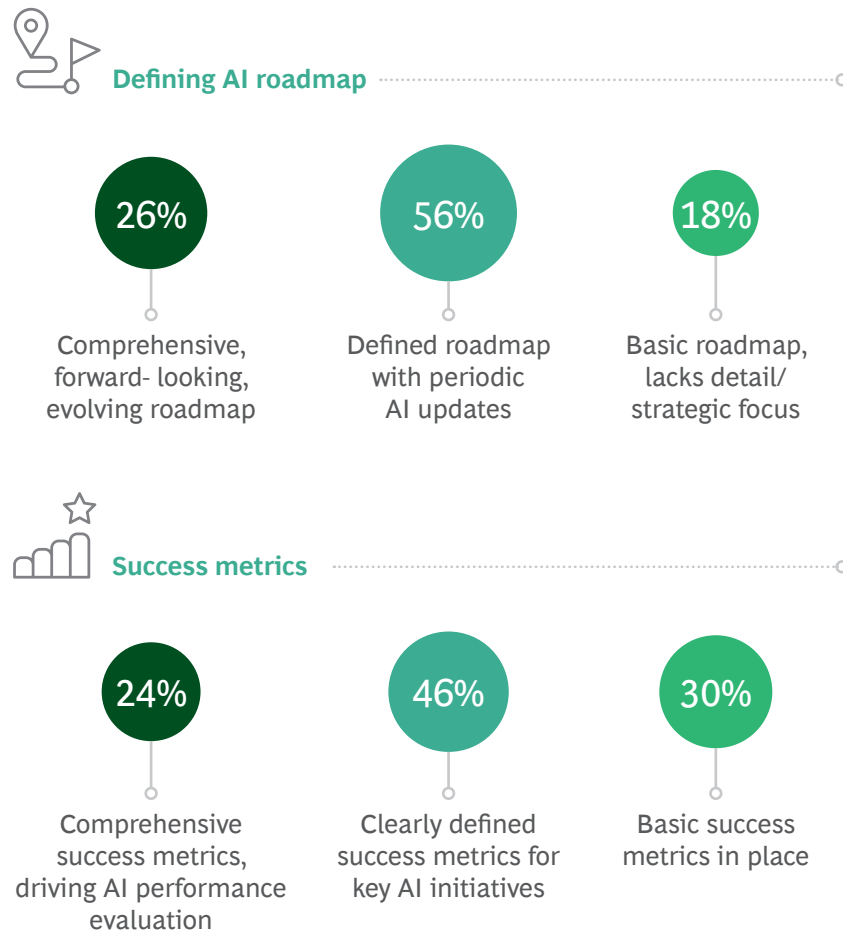 Defining AI roadmap
26%
56%
18%
Comprehensive,
forward- looking,
evolving roadmap
Defined roadmap
with periodic
AI updates
Basic roadmap,
lacks detail/
strategic focus
Success metrics
24%
46%
30%
Comprehensive
success metrics,
driving AI performance
evaluation
Clearly defined
success metrics for
key AI initiatives
Basic success
metrics in place